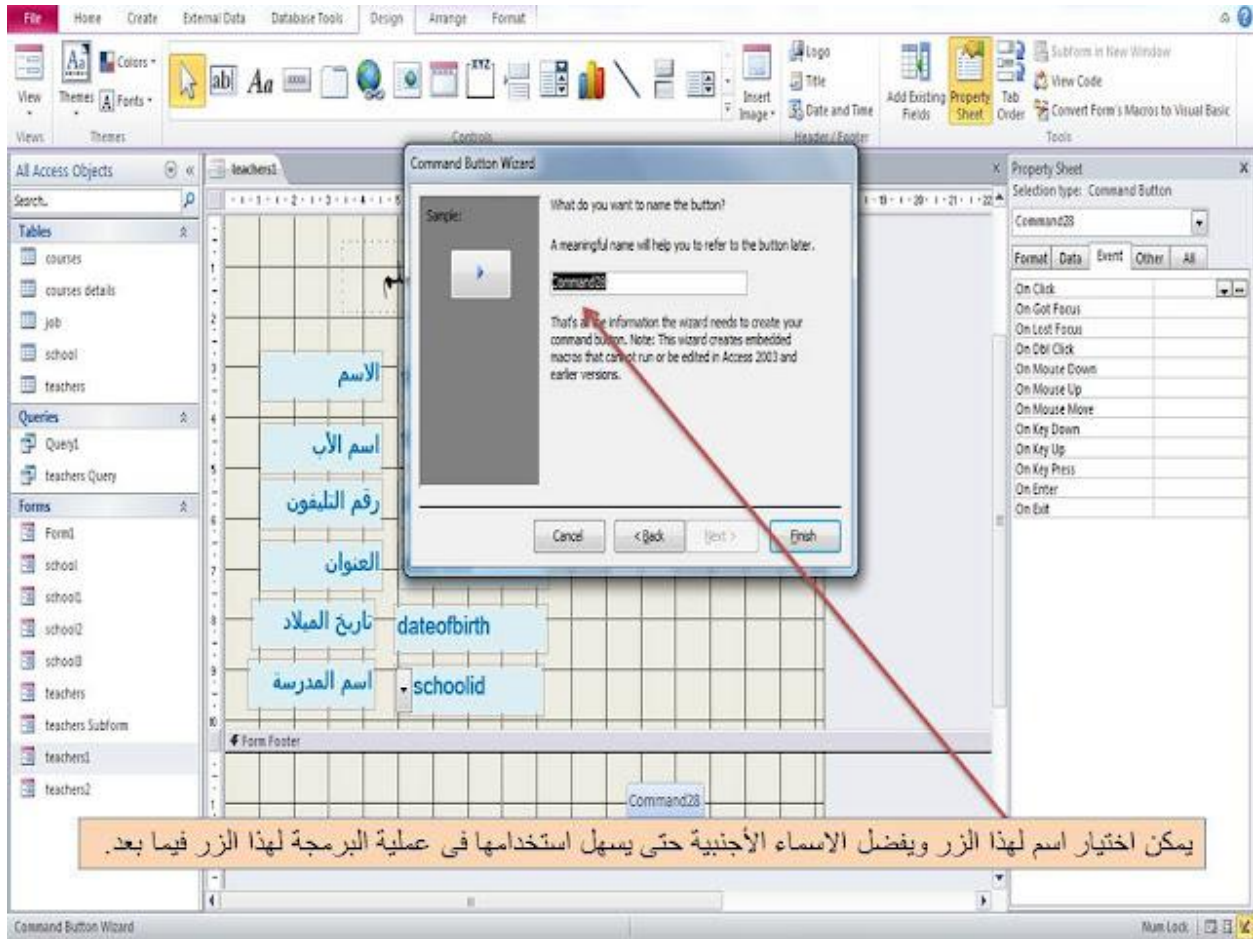 File Home Create External Data Database Tools Design Arrange Format
Colors
Aa
Fonts
View Themes
ab Aa xxxx XYZ
Insert Image
Logo
Title
Date and Time
Add Existing Fields
Property Sheet
Tab Order
Subform in New Window
View Code
Convert Form's Macros to Visual Basic
Views Themes Controls Header / Footer Tools
All Access Objects
Search..
Tables
courses
courses details
job
school
teachers
Queries
Query1
teachers Query
Forms
Form1
school
school1
school2
school3
teachers
teachers Subform
teachers1
teachers2
teachers1
Command Button Wizard
Sample:
What do you want to name the button?
A meaningful name will help you to refer to the button later.
Command28
That's all the information the wizard needs to create your
command button. Note: This wizard creates embedded
macros that cannot run or be edited in Access 2003 and
earlier versions.
Cancel < Back Next > Finish
الاسم
اسم الأب
رقم التليفون
العنوان
تاريخ الميلاد
dateofbirth
اسم المدرسة
schoolid
Form Footer
Command28
Property Sheet
Selection type: Command Button
Command28
Format Data Event Other All
On Click
On Got Focus
On Lost Focus
On Dbl Click
On Mouse Down
On Mouse Up
On Mouse Move
On Key Down
On Key Up
On Key Press
On Enter
On Exit
يمكن اختيار اسم لهذا الزر ويفضل الاسماء الأجنبية حتى يسهل استخدامها فى عملية البرمجة لهذا الزر فيما بعد.
Command Button Wizard
Num Lock